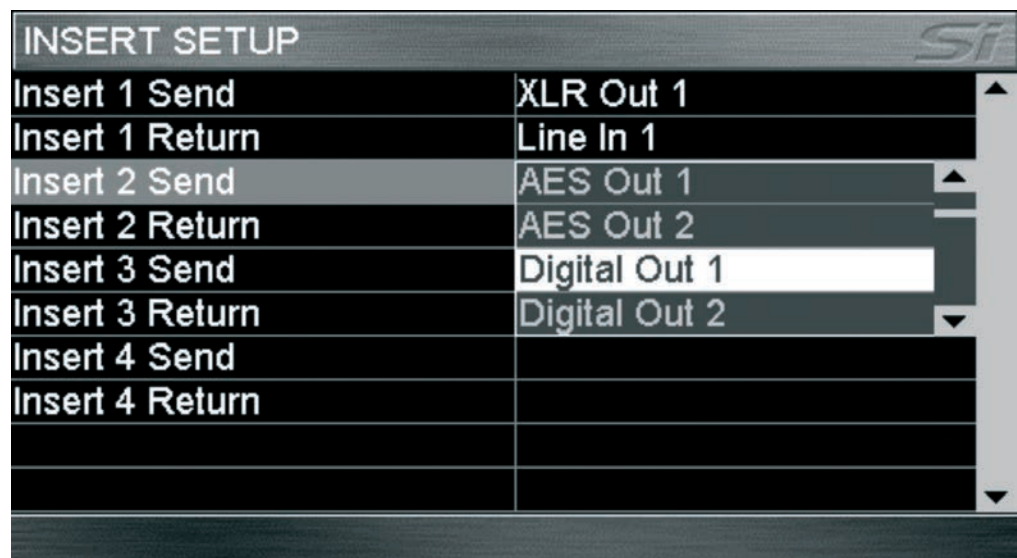 INSERT SETUP Si
Insert 1 Send XLR Out 1
Insert 1 Return Line In 1
Insert 2 Send AES Out 1
Insert 2 Return AES Out 2
Insert 3 Send Digital Out 1
Insert 3 Return Digital Out 2
Insert 4 Send
Insert 4 Return